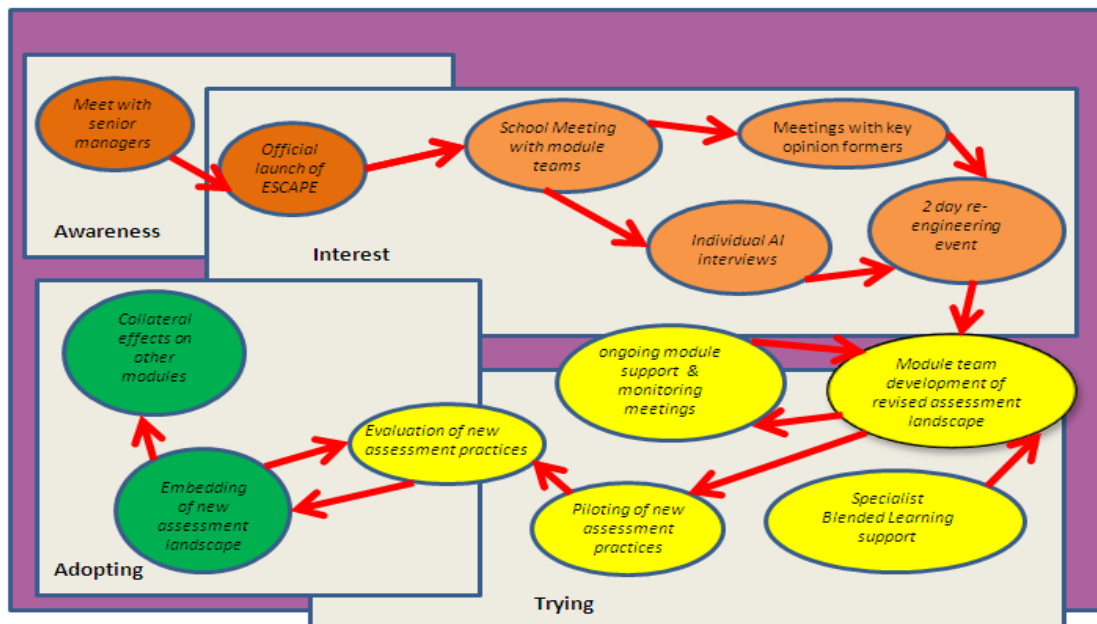 Meet with
senior
managers
Official
launch of
ESCAPE
School Meeting
with module
teams
Meetings with key
opinion formers
2 day re-
engineering
event
Individual AI
interviews
Awareness
Interest
Collateral
effects on
other
modules
ongoing module
support & 
monitoring
meetings
Module team
development of
revised assessment
landscape
Evaluation of new
assessment practices
Embedding
of new
assessment
landscape
Piloting of new
assessment
practices
Specialist
Blended Learning
support
Adopting
Trying